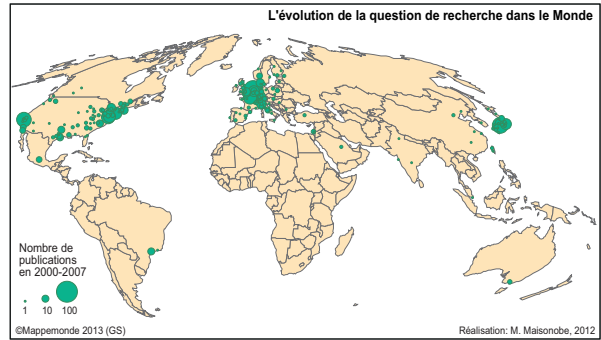 L'évolution de la question de recherche dans le Monde
Nombre de
publications
en 2000-2007
1 10 100
©Mappemonde 2013 (GS)
Réalisation: M. Maisonobe, 2012